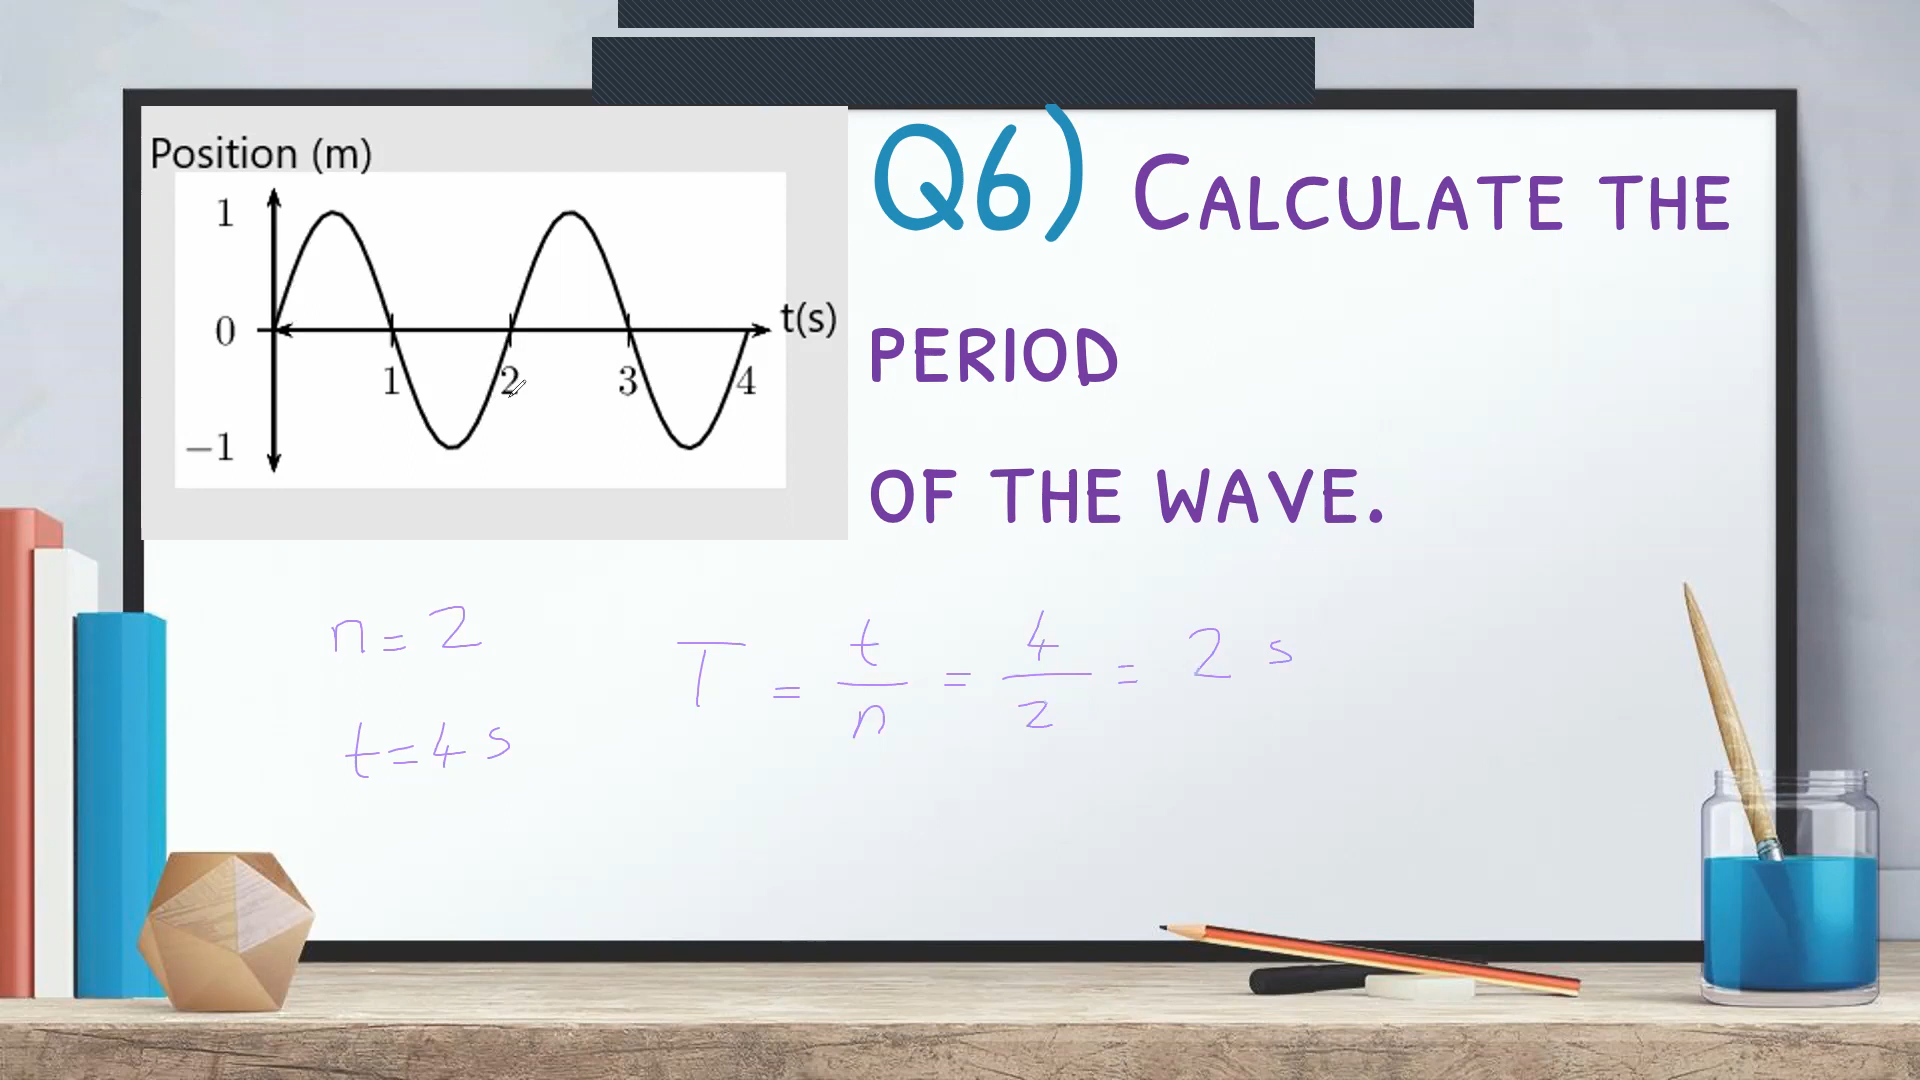 Position (m)
1
0
−1
1 2 3 4
t(s)
Q6) CALCULATE THE
PERIOD
OF THE WAVE.
n = 2
t = 4 s
T = t/n = 4/2 = 2 s